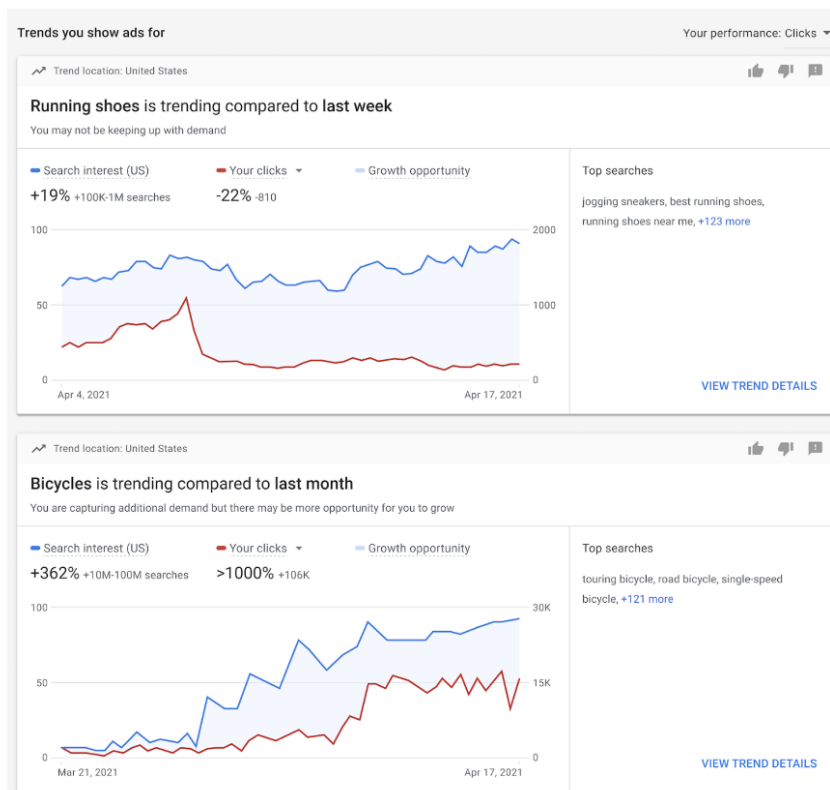 Trends you show ads for
Your performance: Clicks
Trend location: United States
Running shoes is trending compared to last week
You may not be keeping up with demand
Search interest (US)
+19% +100K-1M searches
Your clicks
-22% -810
Growth opportunity
100
50
0
2000
1000
0
Apr 4, 2021
Apr 17, 2021
Top searches
jogging sneakers, best running shoes,
running shoes near me, +123 more
VIEW TREND DETAILS
Trend location: United States
Bicycles is trending compared to last month
You are capturing additional demand but there may be more opportunity for you to grow
Search interest (US)
+362% +10M-100M searches
Your clicks
>1000% +106K
Growth opportunity
100
50
0
30K
15K
0
Mar 21, 2021
Apr 17, 2021
Top searches
touring bicycle, road bicycle, single-speed
bicycle, +121 more
VIEW TREND DETAILS